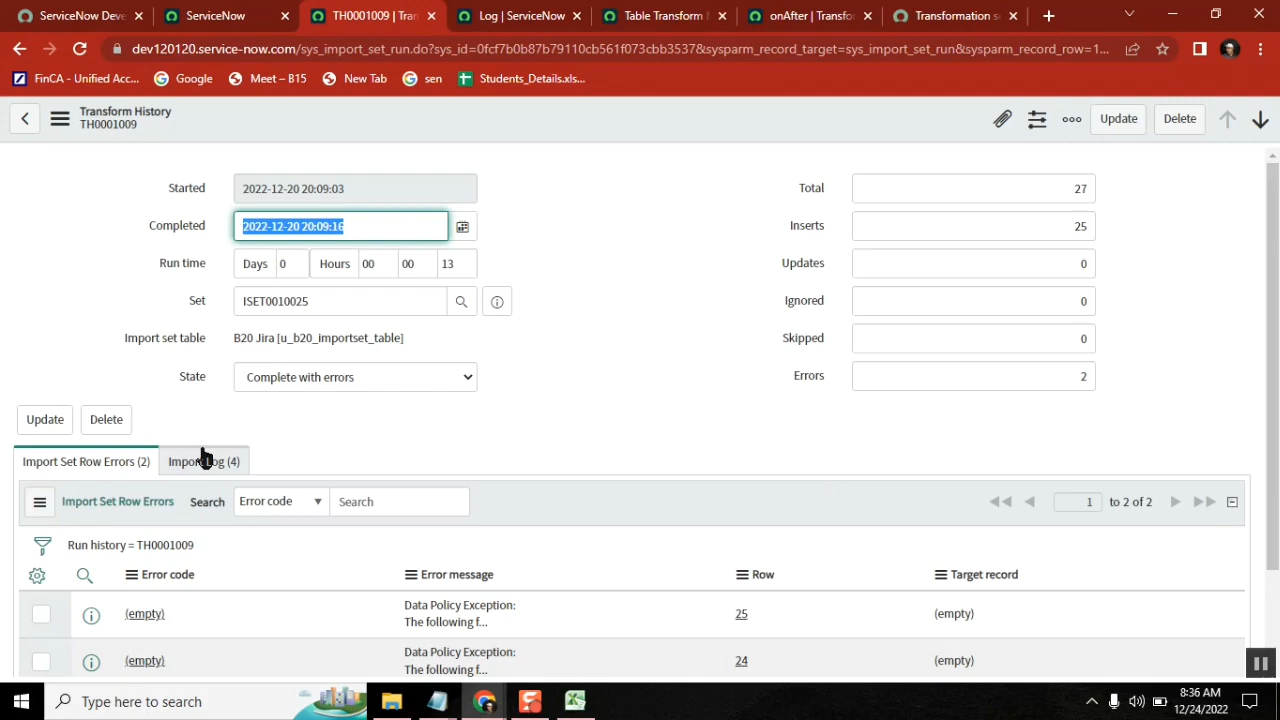 ServiceNow Dev
ServiceNow
TH0001009 | Tran
Log | ServiceNow
Table Transform M
onAfter | Transfo
Transformation s
dev120120.service-now.com/sys_import_set_run.do?sys_id=0fcf7b0b87b79110cb561f073cbb3537&sysparm_record_target=sys_import_set_run&sysparm_record_row=1...
FinCA - Unified Acc...
Google
Meet – B15
New Tab
sen
Students_Details.xls...
Transform History
TH0001009
Update
Delete
Started
2022-12-20 20:09:03
Total
27
Completed
2022-12-20 20:09:16
Inserts
25
Run time
Days 0 Hours 00 00 13
Updates
0
Set
ISET0010025
Ignored
0
Import set table
B20 Jira [u_b20_importset_table]
Skipped
0
State
Complete with errors
Errors
2
Update
Delete
Import Set Row Errors (2)
Import Log (4)
Import Set Row Errors
Search
Error code
Search
1
to 2 of 2
Run history = TH0001009
Error code
Error message
Row
Target record
(empty)
Data Policy Exception:
The following f...
25
(empty)
(empty)
Data Policy Exception:
The following f...
24
(empty)
Type here to search
8:36 AM
12/24/2022